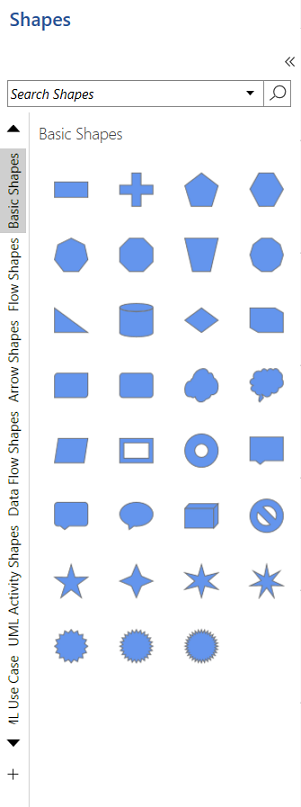 Shapes
Search Shapes
Basic Shapes
Basic Shapes
Flow Shapes
Arrow Shapes
Data Flow Shapes
UML Activity Shapes
Use Case